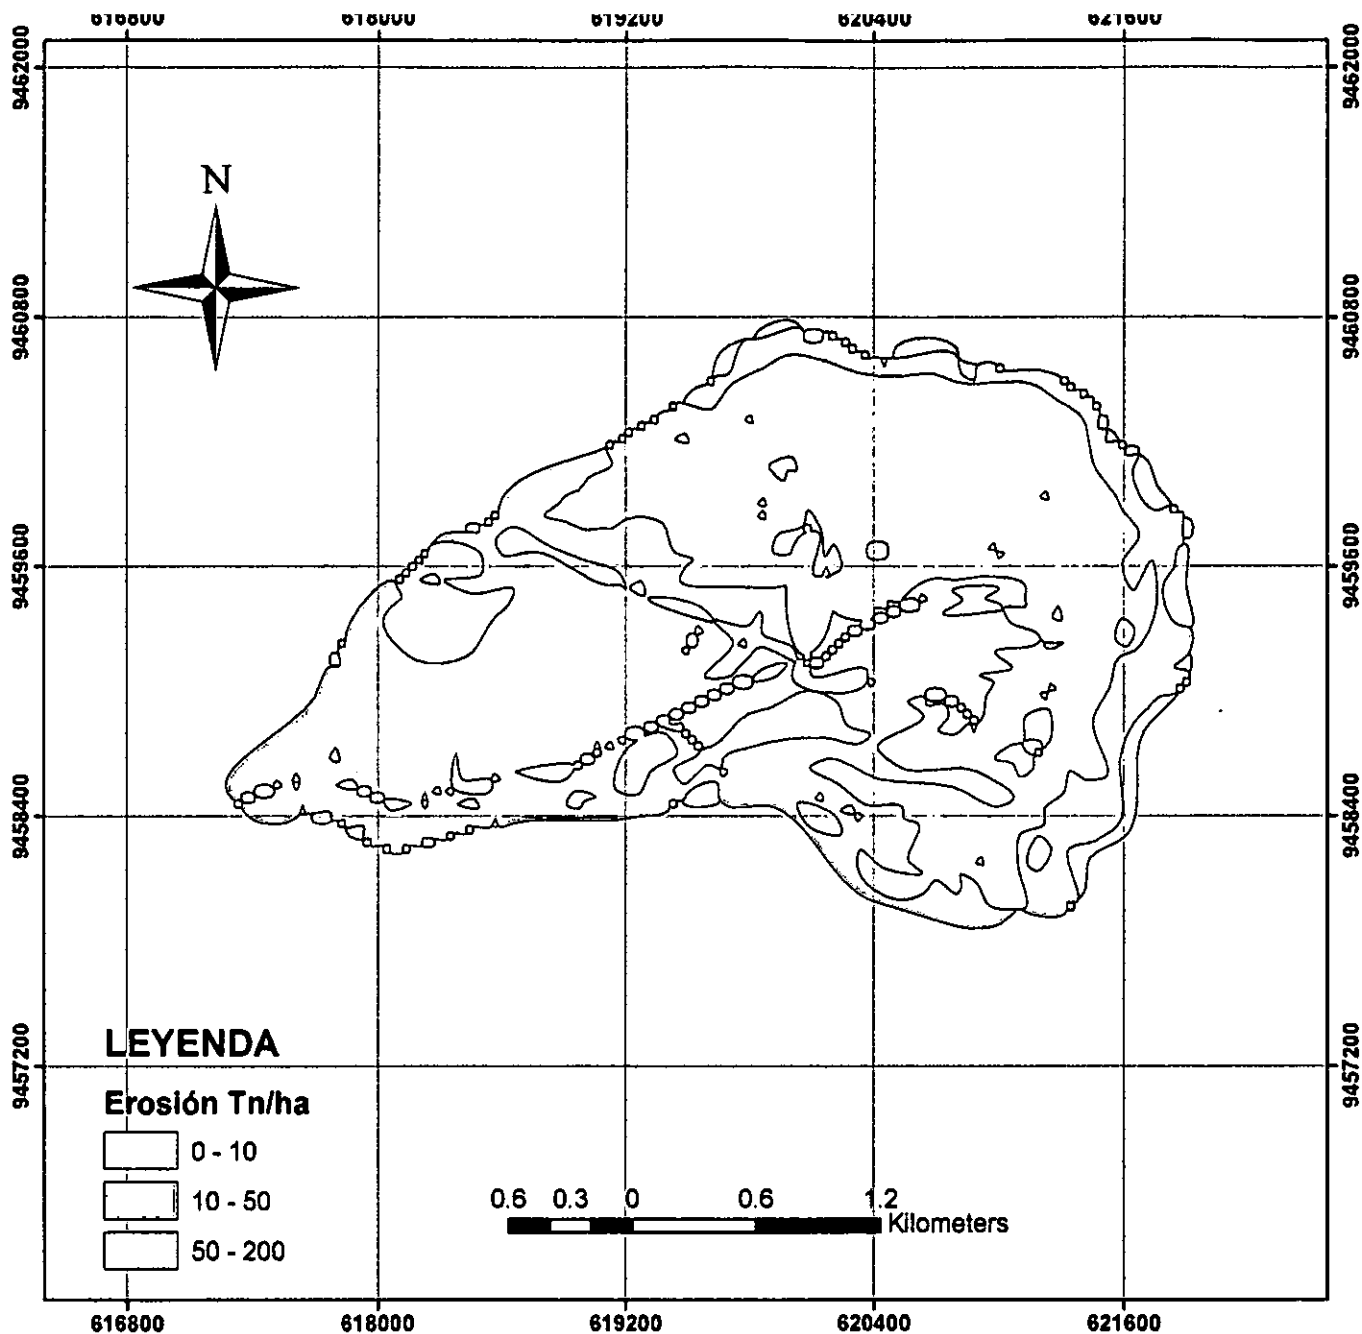 616800 618000 619200 620400 621600
9462000 9462000
N
9460800 9460800
9459600 9459600
9458400 9458400
9457200 9457200
LEYENDA
Erosión Tn/ha
0 - 10
10 - 50
50 - 200
0.6 0.3 0 0.6 1.2
Kilometers
616800 618000 619200 620400 621600